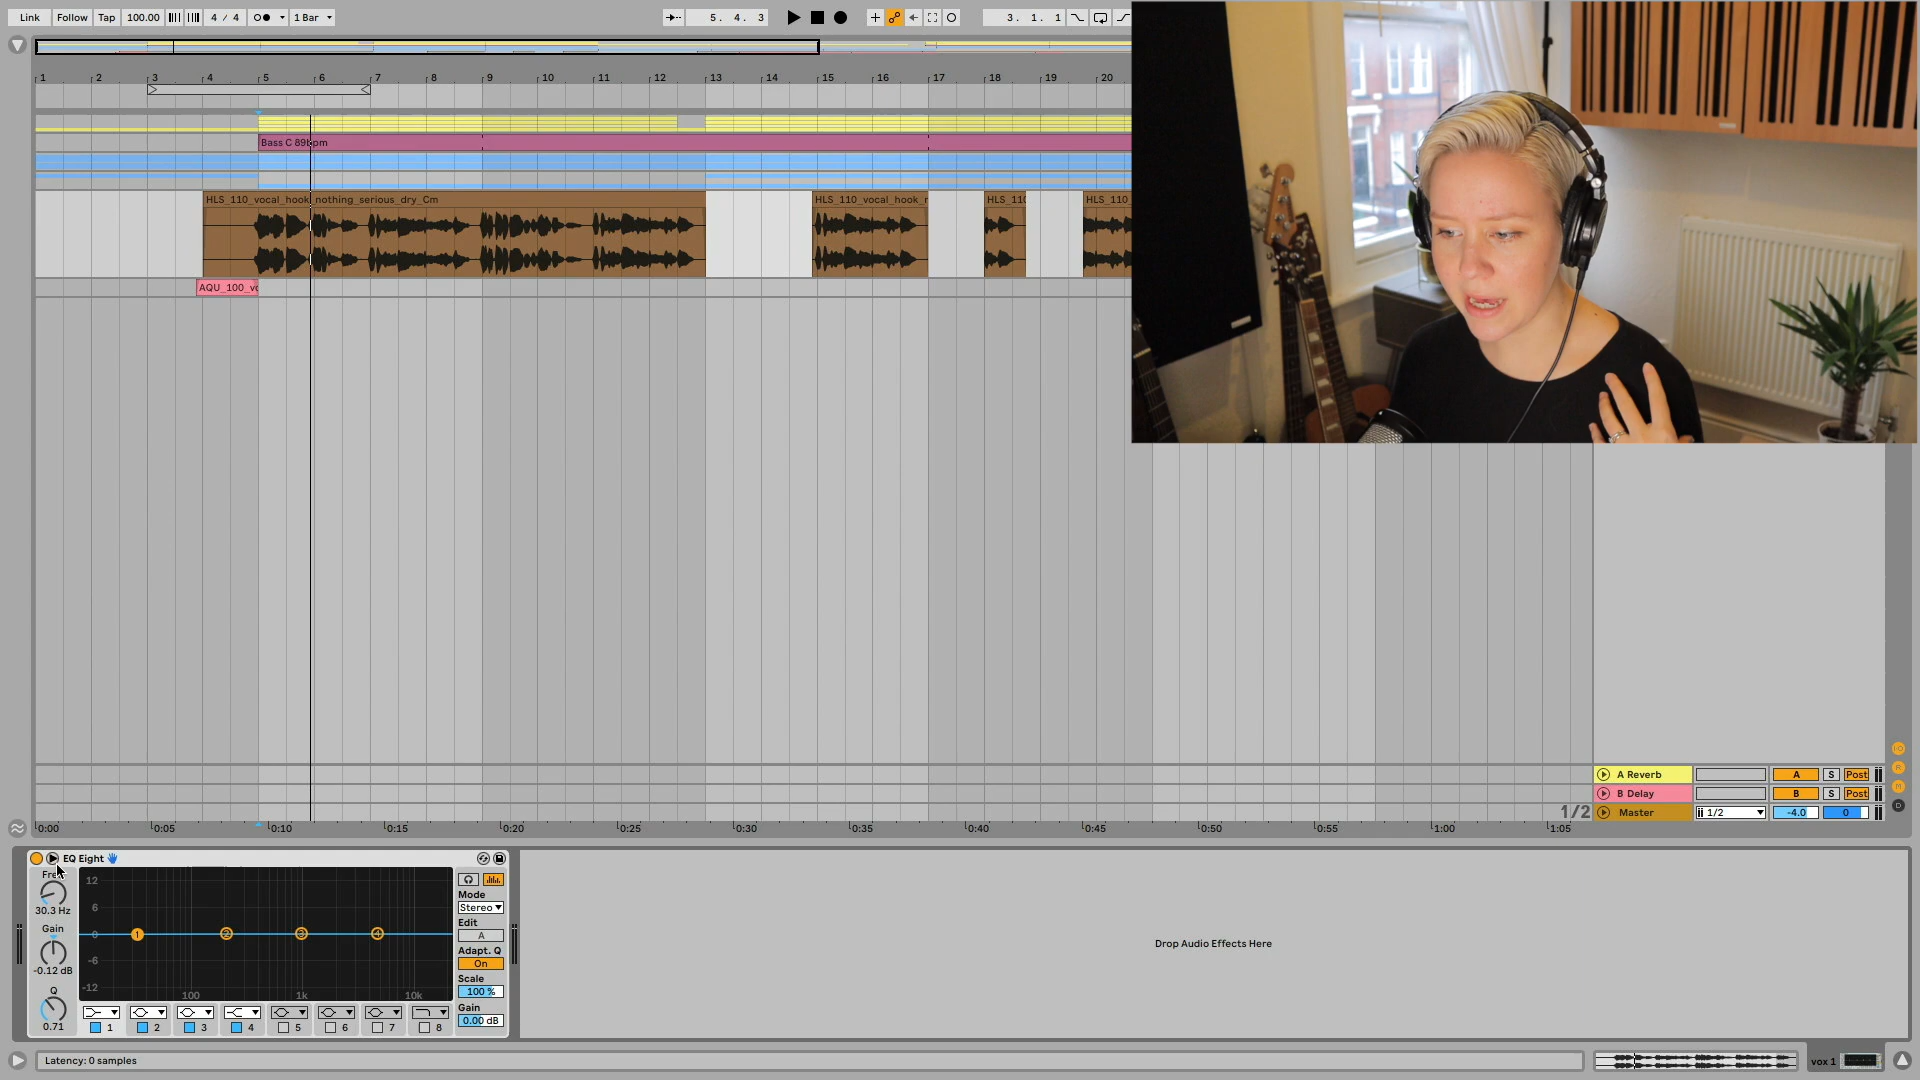 Link Follow Tap 100.00 4 / 4 1 Bar 5. 4. 3 3. 1. 1
1 2 3 4 5 6 7 8 9 10 11 12 13 14 15 16 17 18 19 20
Bass C 89bpm
HLS_110_vocal_hook_nothing_serious_dry_Cm HLS_110_vocal_hook_r HLS_110 HLS_110
AQU_100_vo
A Reverb A S Post
B Delay B S Post
1/2 Master 1/2 -4.0 0
0:00 0:05 0:10 0:15 0:20 0:25 0:30 0:35 0:40 0:45 0:50 0:55 1:00 1:05
EQ Eight
Freq
30.3 Hz
Gain
-0.12 dB
Q
0.71
12
6
0
-6
-12
100 1k 10k
1 2 3 4
1 2 3 4 5 6 7 8
Mode
Stereo
Edit
A
Adapt. Q
On
Scale
100 %
Gain
0.00 dB
Drop Audio Effects Here
Latency: 0 samples
vox 1